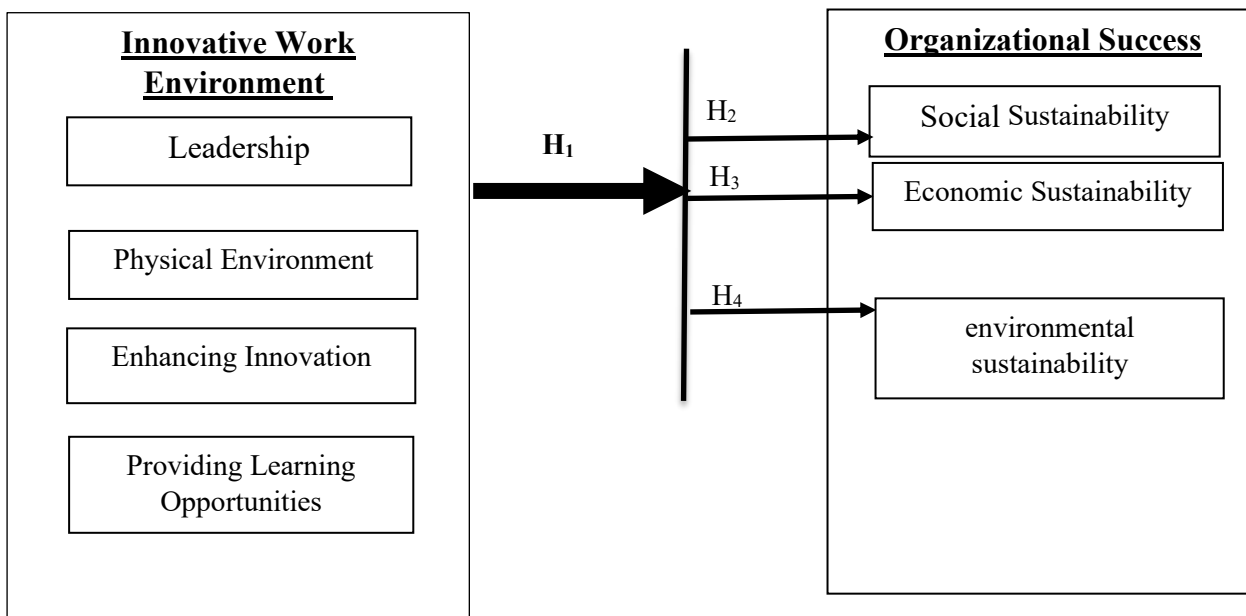 Innovative Work
Environment
Leadership
Physical Environment
Enhancing Innovation
Providing Learning
Opportunities
H₁
H₂
H₃
H₄
Organizational Success
Social Sustainability
Economic Sustainability
environmental
sustainability